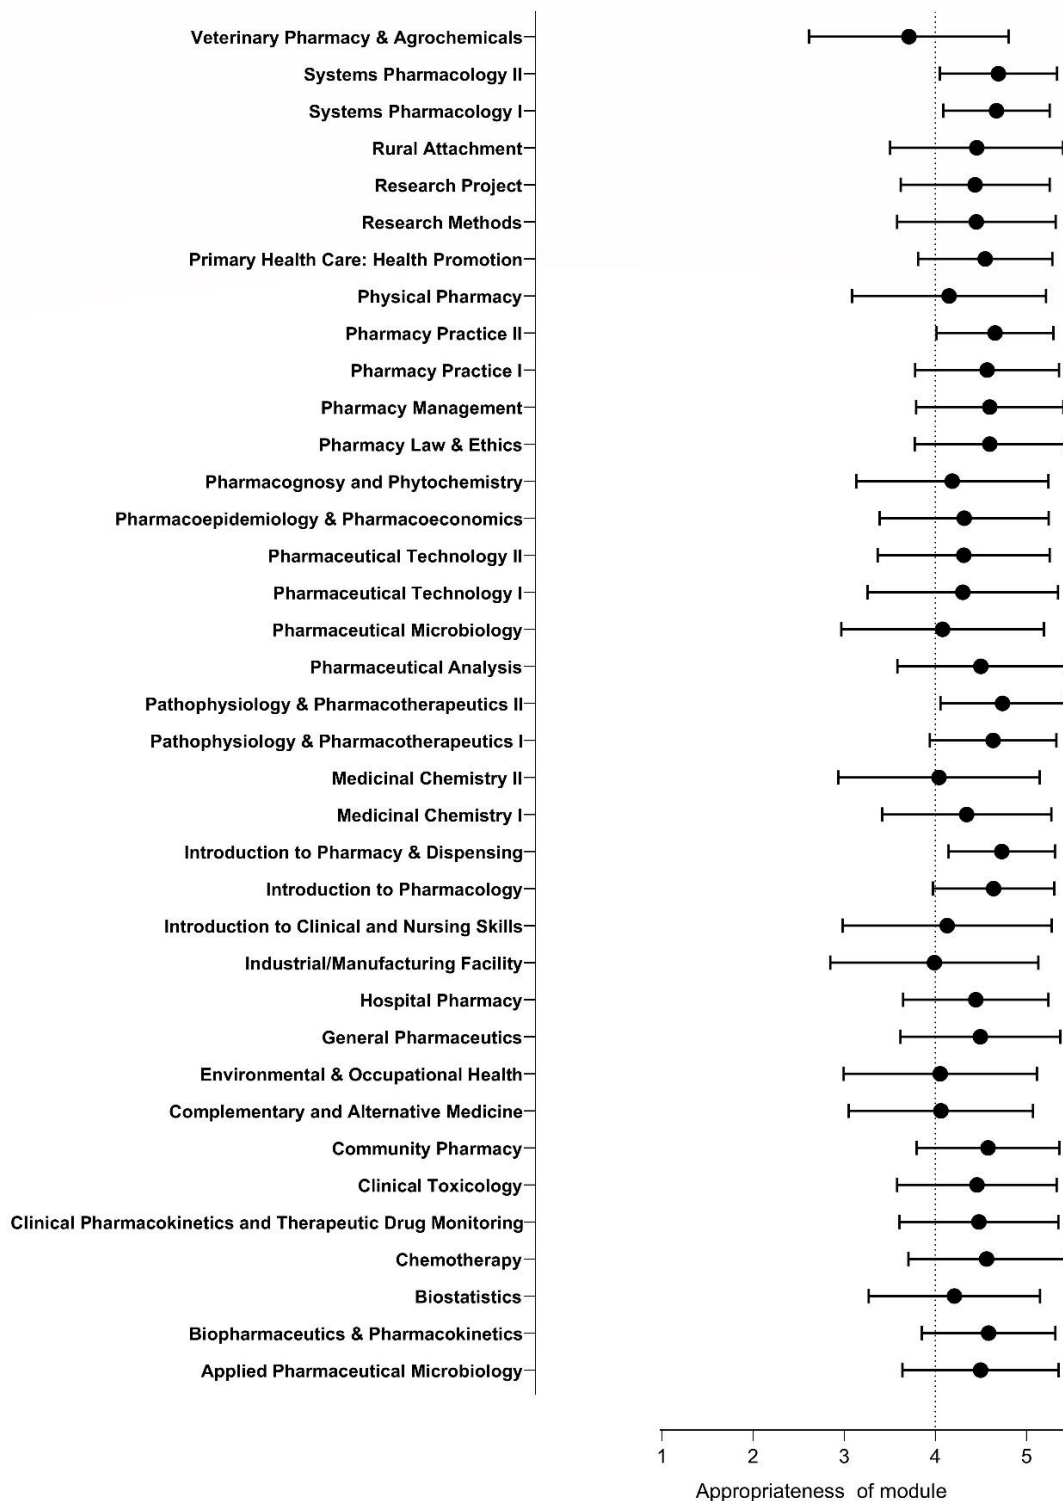 Veterinary Pharmacy & Agrochemicals
Systems Pharmacology II
Systems Pharmacology I
Rural Attachment
Research Project
Research Methods
Primary Health Care: Health Promotion
Physical Pharmacy
Pharmacy Practice II
Pharmacy Practice I
Pharmacy Management
Pharmacy Law & Ethics
Pharmacognosy and Phytochemistry
Pharmacoepidemiology & Pharmacoeconomics
Pharmaceutical Technology II
Pharmaceutical Technology I
Pharmaceutical Microbiology
Pharmaceutical Analysis
Pathophysiology & Pharmacotherapeutics II
Pathophysiology & Pharmacotherapeutics I
Medicinal Chemistry II
Medicinal Chemistry I
Introduction to Pharmacy & Dispensing
Introduction to Pharmacology
Introduction to Clinical and Nursing Skills
Industrial/Manufacturing Facility
Hospital Pharmacy
General Pharmaceutics
Environmental & Occupational Health
Complementary and Alternative Medicine
Community Pharmacy
Clinical Toxicology
Clinical Pharmacokinetics and Therapeutic Drug Monitoring
Chemotherapy
Biostatistics
Biopharmaceutics & Pharmacokinetics
Applied Pharmaceutical Microbiology
1 2 3 4 5
Appropriateness of module